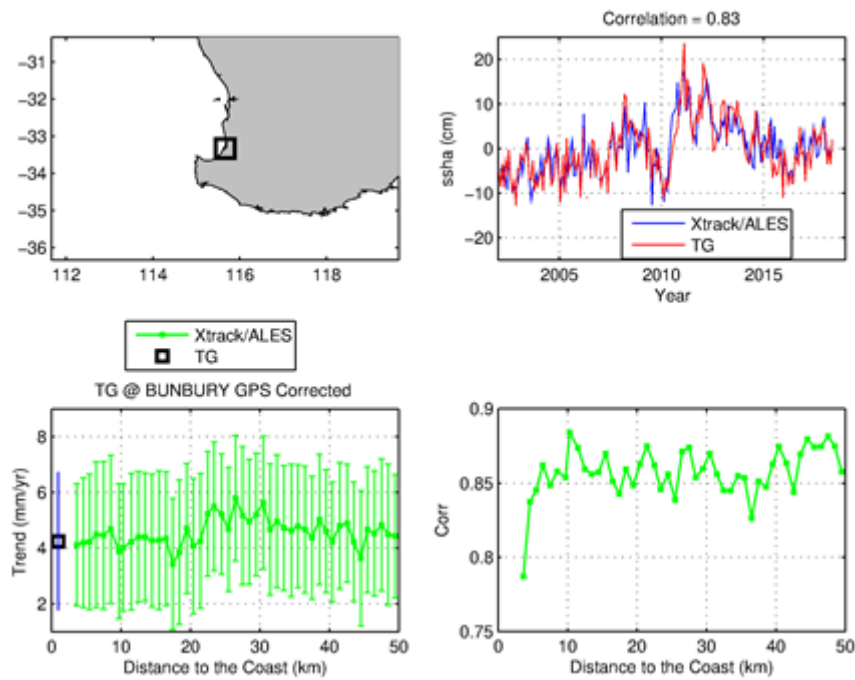 −31
−32
−33
−34
−35
−36
112 114 116 118
Correlation = 0.83
20
10
0
−10
−20
ssha (cm)
Xtrack/ALES
TG
2005 2010 2015
Year
Xtrack/ALES
TG
TG @ BUNBURY GPS Corrected
8
6
4
2
Trend (mm/yr)
0 10 20 30 40 50
Distance to the Coast (km)
0.9
0.85
0.8
0.75
Corr
0 10 20 30 40 50
Distance to the Coast (km)